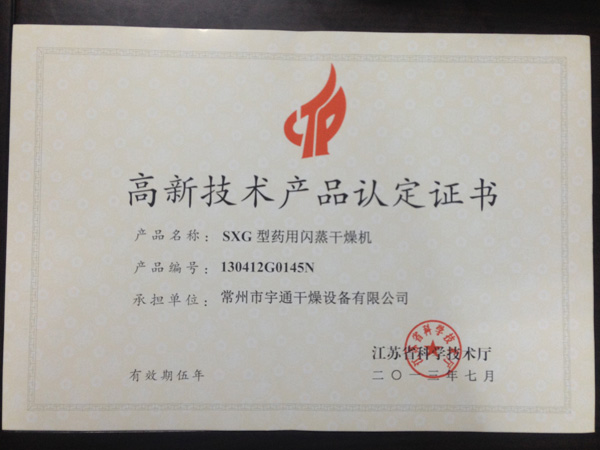 高新技术产品认定证书
产品名称：SXG 型药用闪蒸干燥机
产品编号：130412G0145N
承担单位：常州市宇通干燥设备有限公司
江苏省科学技术厅
有效期伍年
二〇一三年七月